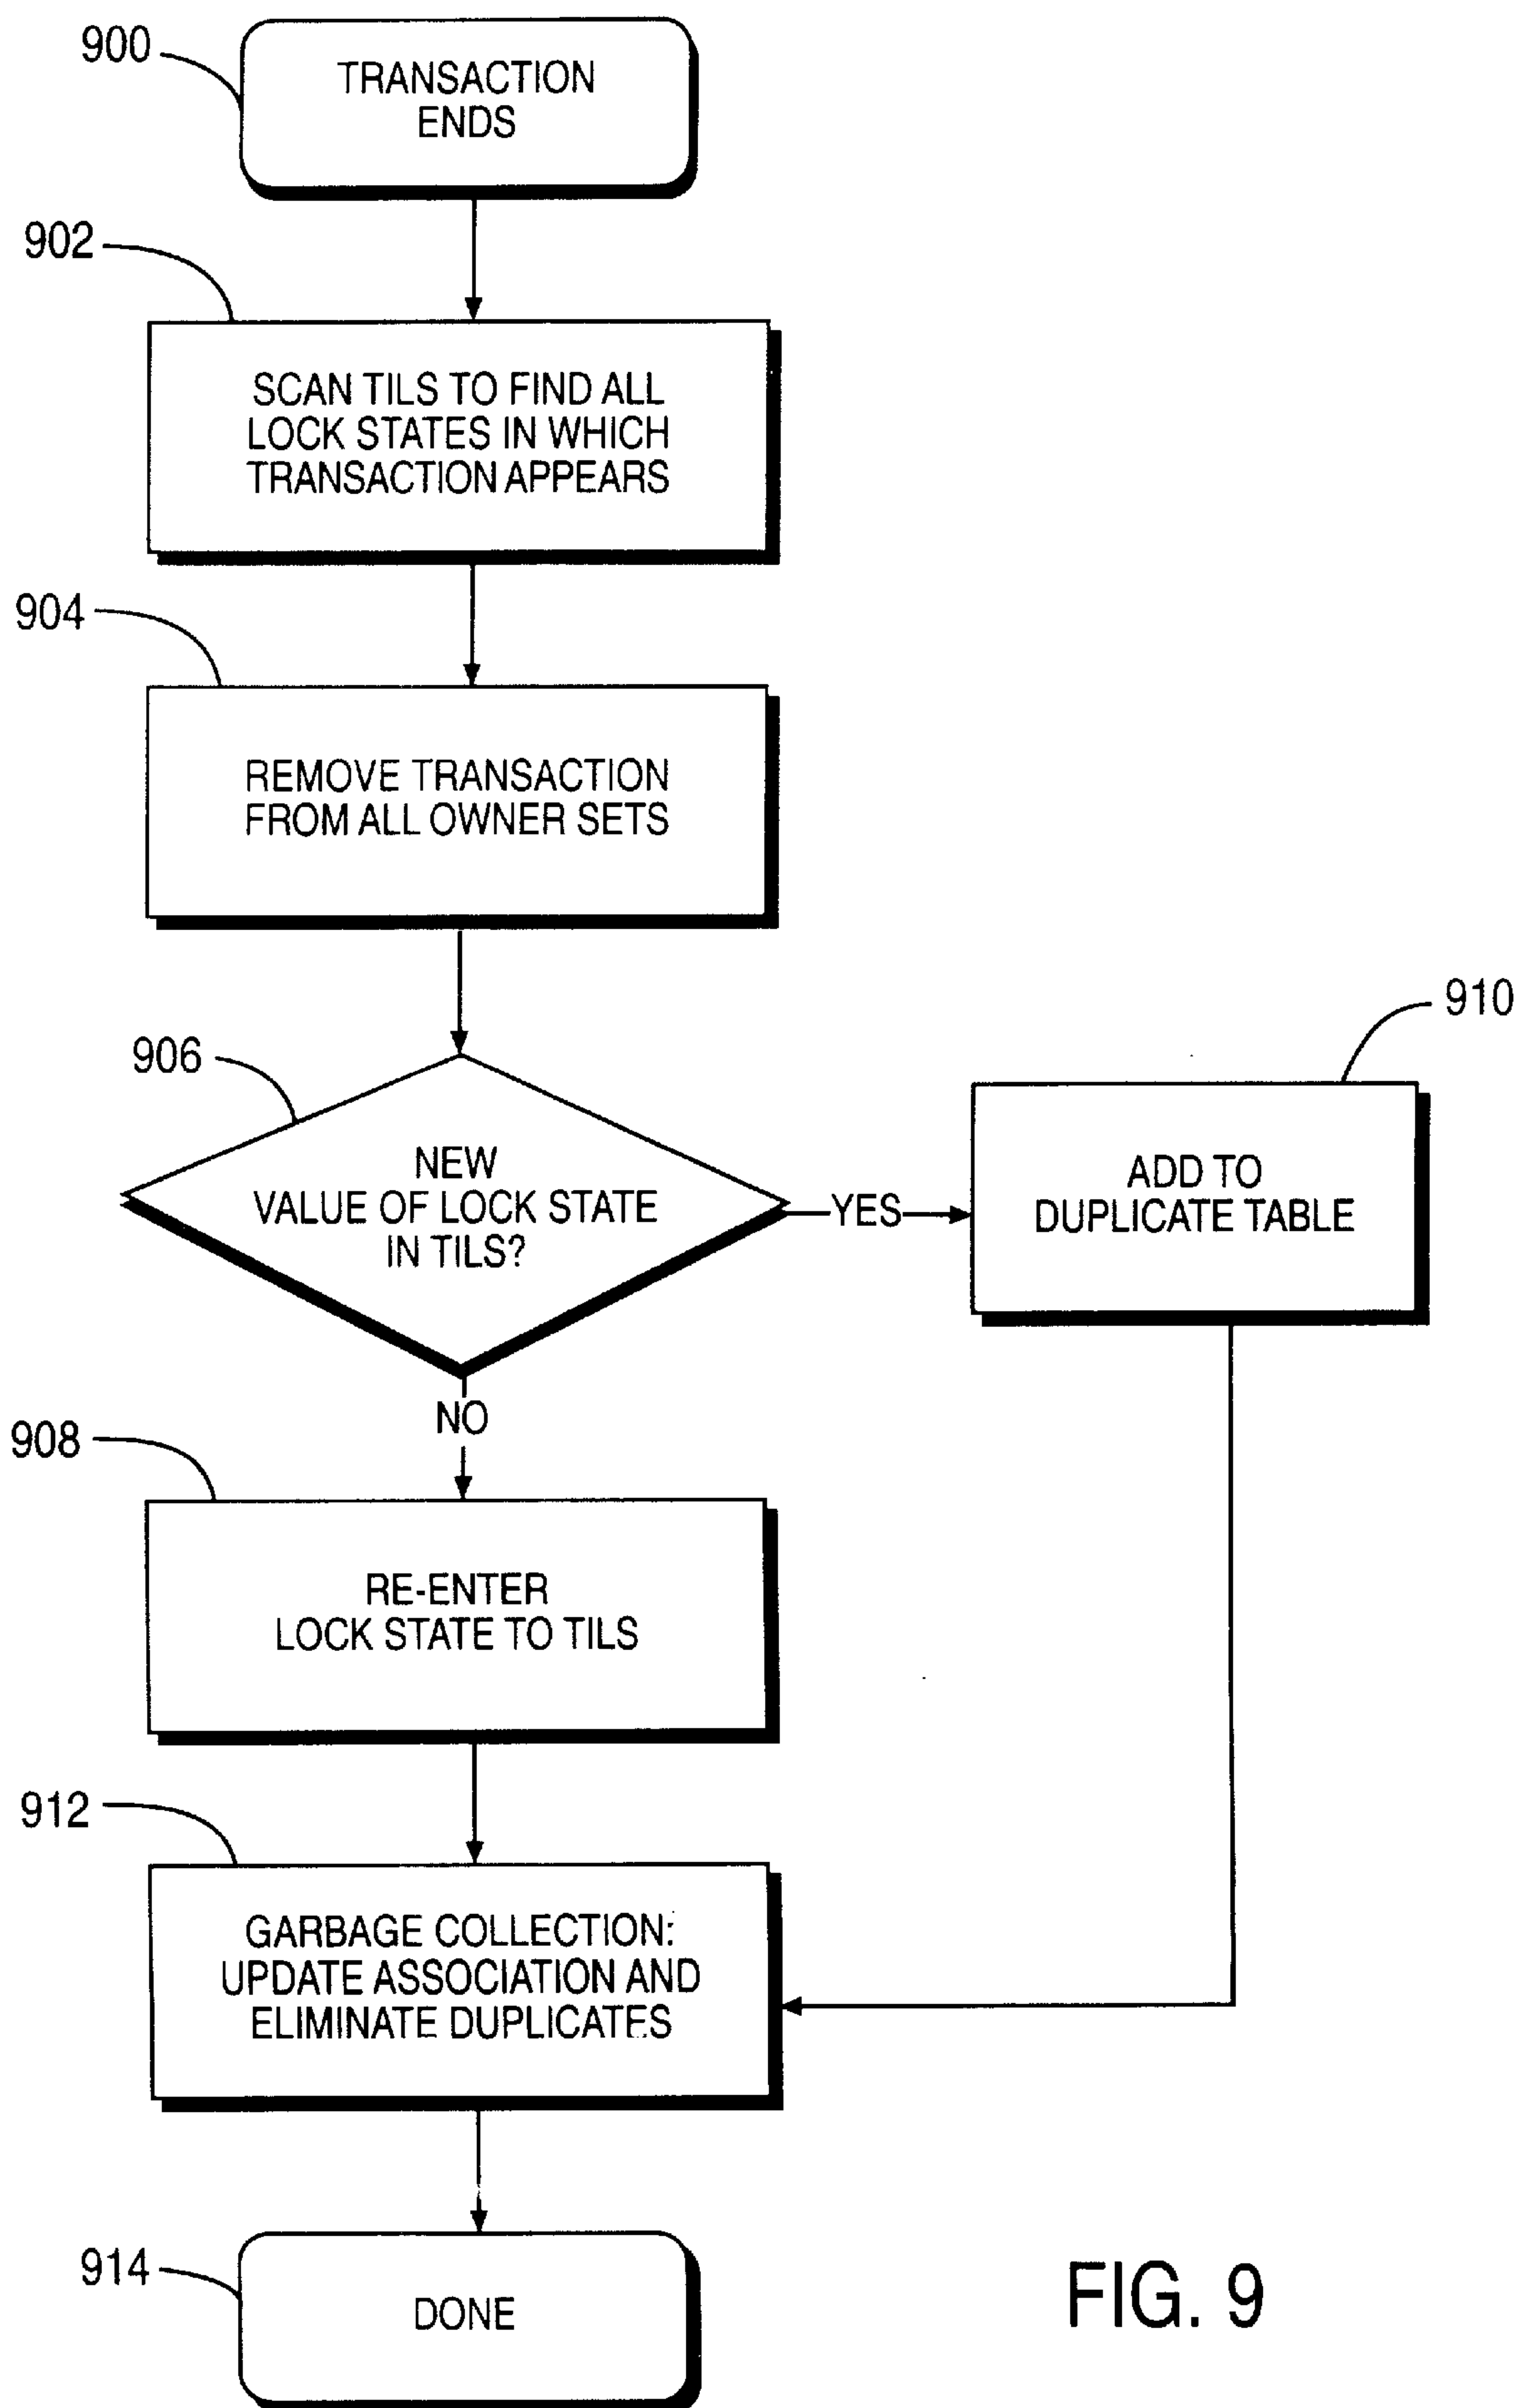 900
TRANSACTION
ENDS
902
SCAN TILS TO FIND ALL
LOCK STATES IN WHICH
TRANSACTION APPEARS
904
REMOVE TRANSACTION
FROM ALL OWNER SETS
906
NEW
VALUE OF LOCK STATE
IN TILS?
YES
910
ADD TO
DUPLICATE TABLE
NO
908
RE-ENTER
LOCK STATE TO TILS
912
GARBAGE COLLECTION:
UPDATE ASSOCIATION AND
ELIMINATE DUPLICATES
914
DONE
FIG. 9